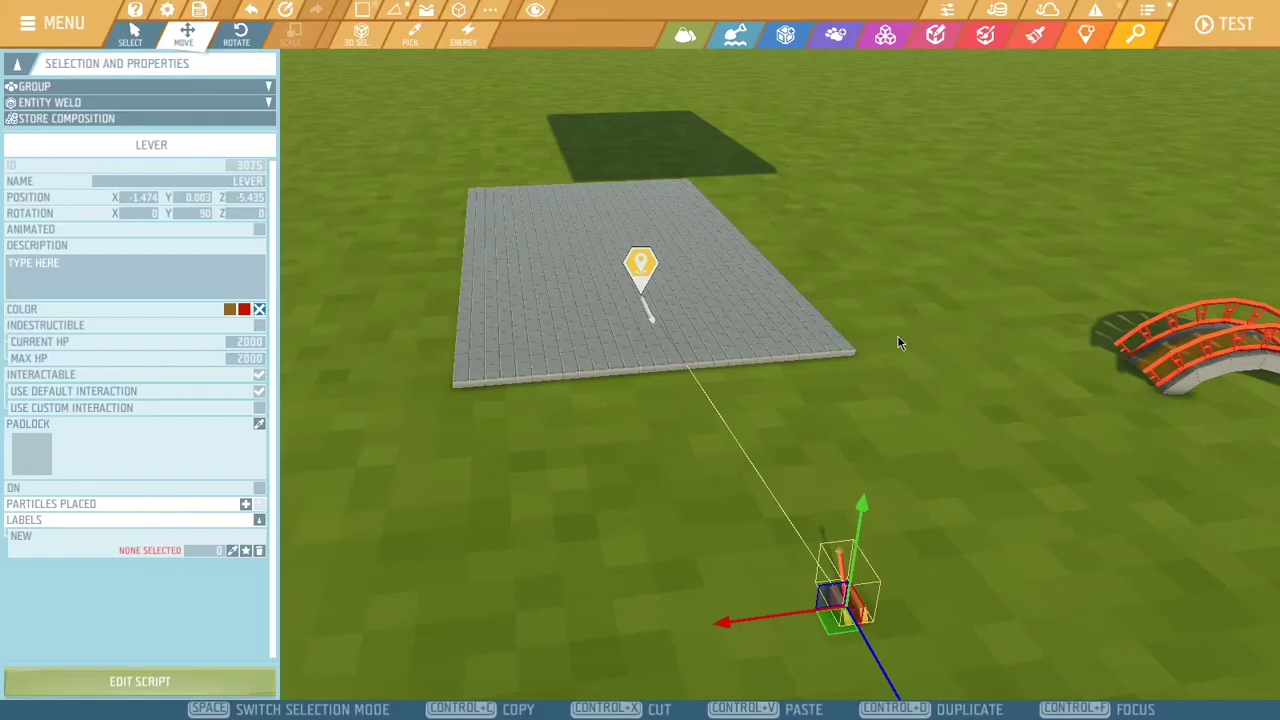 MENU
SELECT
MOVE
ROTATE
SCALE
3D SEL.
PICK
ENERGY
TEST
SELECTION AND PROPERTIES
GROUP
ENTITY WELD
STORE COMPOSITION
LEVER
ID 3075
NAME LEVER
POSITION X -1.474 Y 0.003 Z -5.435
ROTATION X 0 Y 90 Z 0
ANIMATED
DESCRIPTION
TYPE HERE
COLOR
INDESTRUCTIBLE
CURRENT HP 2000
MAX HP 2000
INTERACTABLE
USE DEFAULT INTERACTION
USE CUSTOM INTERACTION
PADLOCK
ON
PARTICLES PLACED
LABELS
NEW
NONE SELECTED 0
EDIT SCRIPT
SPACE SWITCH SELECTION MODE CONTROL+C COPY CONTROL+X CUT CONTROL+V PASTE CONTROL+D DUPLICATE CONTROL+F FOCUS